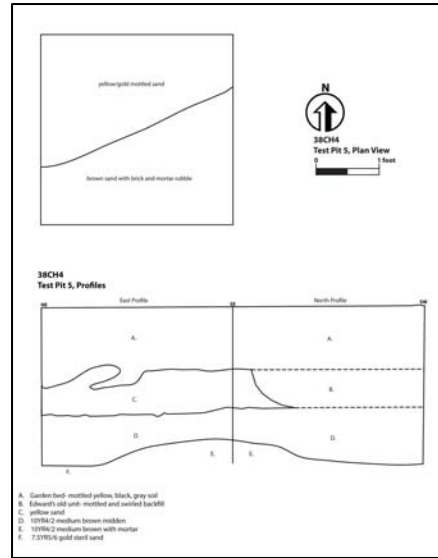 yellow/gold mottled sand
brown sand with brick and mortar rubble
N
38CH4
Test Pit 5, Plan View
0 1 foot
38CH4
Test Pit 5, Profiles
NE East Profile SE North Profile SW
A. A.
B.
C.
D. D.
E. E.
F.
A. Garden bed- mottled yellow, black, gray soil
B. Edward's old unit- mottled and swirled backfill
C. yellow sand
D. 10YR4/2 medium brown midden
E. 10YR4/2 medium brown with mortar
F. 7.5YR5/6 gold steril sand